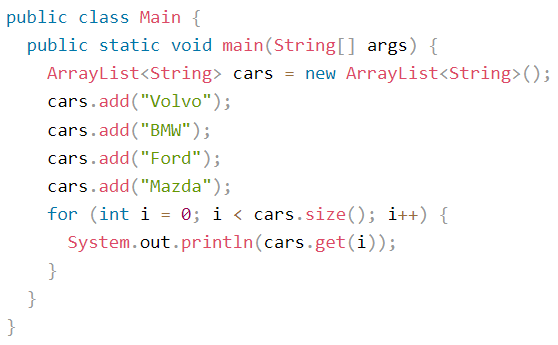 public class Main {
  public static void main(String[] args) {
    ArrayList<String> cars = new ArrayList<String>();
    cars.add("Volvo");
    cars.add("BMW");
    cars.add("Ford");
    cars.add("Mazda");
    for (int i = 0; i < cars.size(); i++) {
      System.out.println(cars.get(i));
    }
  }
}